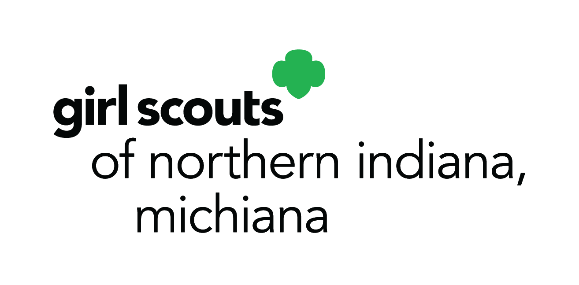 girl scouts
of northern indiana,
michiana